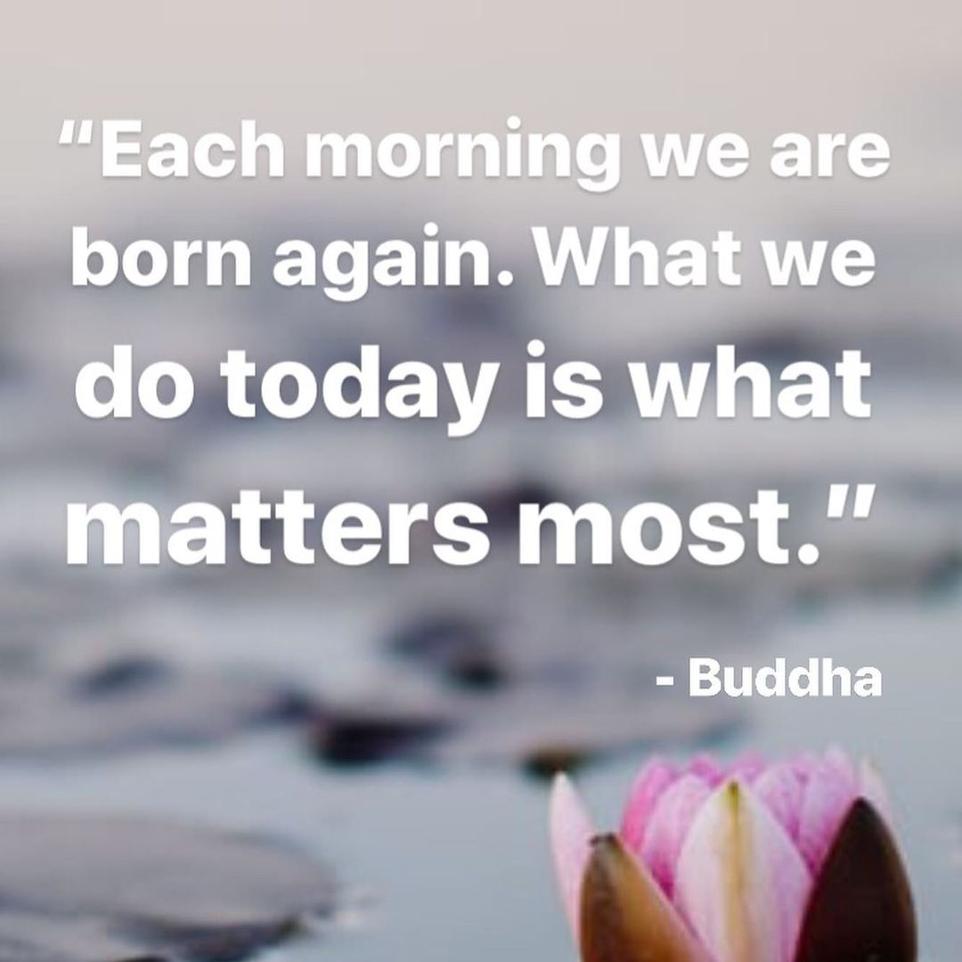 “Each morning we are
born again. What we
do today is what
matters most.”
- Buddha